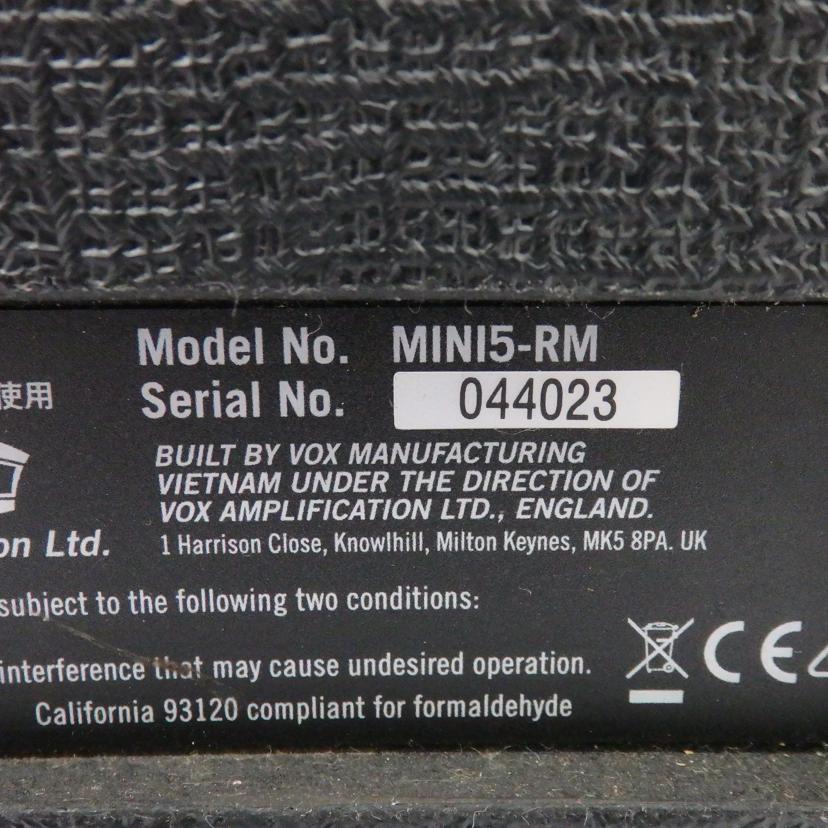 Model No. MINI5-RM
使用
Serial No. 044023
BUILT BY VOX MANUFACTURING
VIETNAM UNDER THE DIRECTION OF
VOX AMPLIFICATION LTD., ENGLAND.
on Ltd.
1 Harrison Close, Knowlhill, Milton Keynes, MK5 8PA. UK
subject to the following two conditions:
interference that may cause undesired operation.
California 93120 compliant for formaldehyde
CE